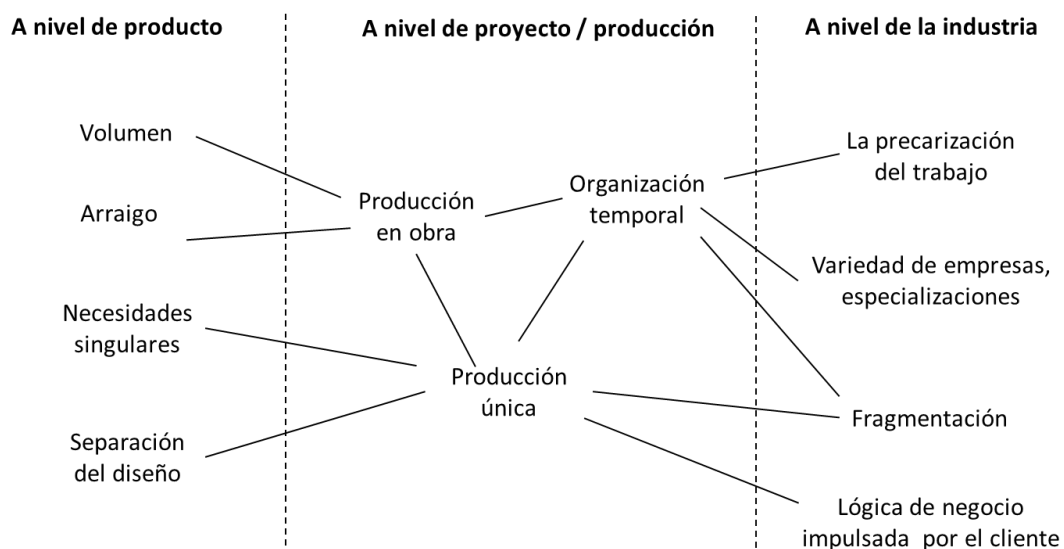 A nivel de producto
A nivel de proyecto / producción
A nivel de la industria
Volumen
Arraigo
Necesidades
singulares
Separación
del diseño
Producción
en obra
Organización
temporal
Producción
única
La precarización
del trabajo
Variedad de empresas,
especializaciones
Fragmentación
Lógica de negocio
impulsada por el cliente